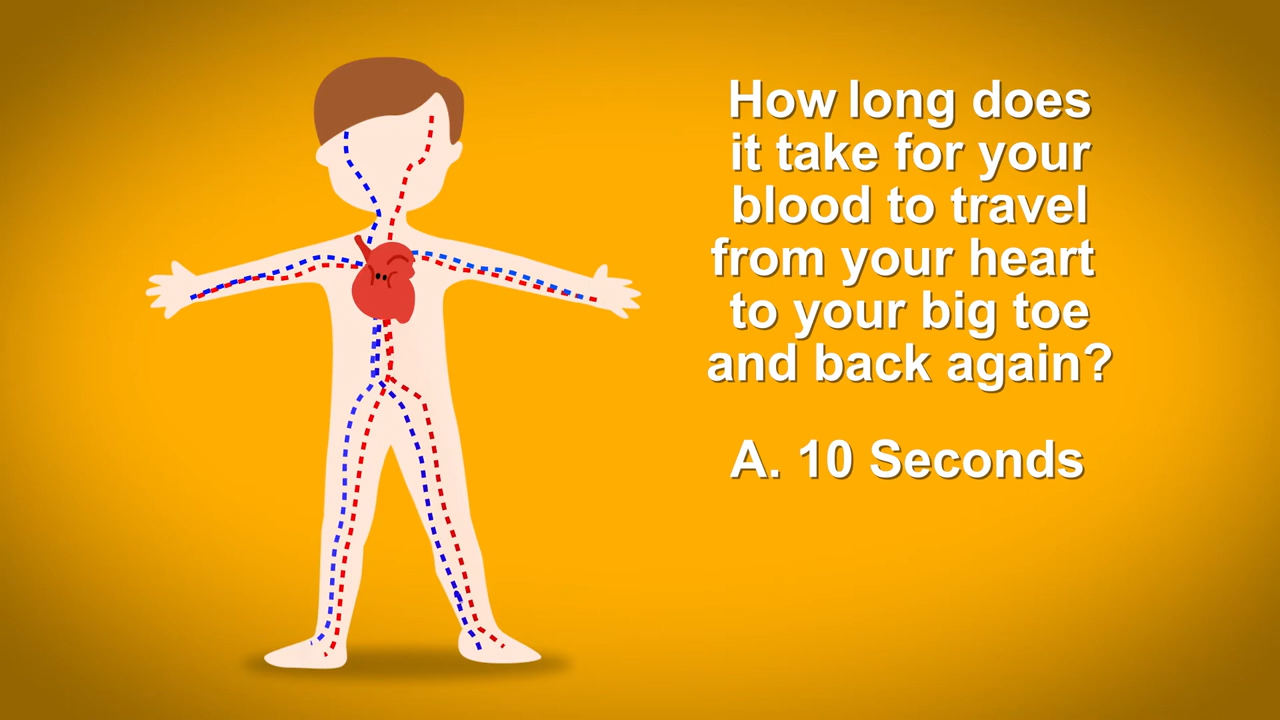 How long does
it take for your
blood to travel
from your heart
to your big toe
and back again?
A. 10 Seconds